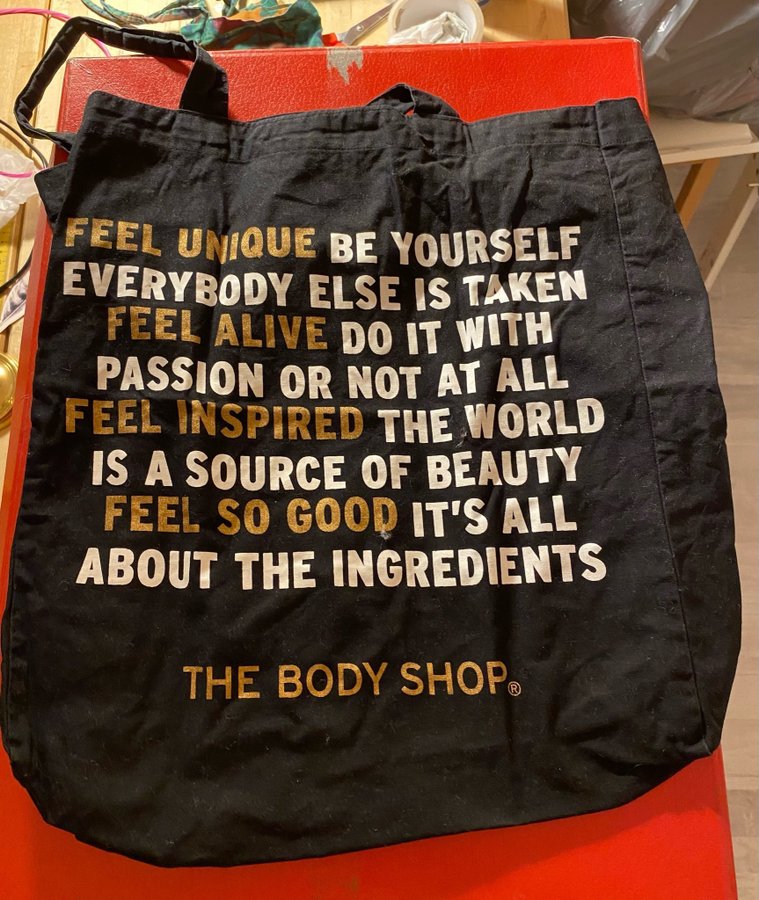 FEEL UNIQUE BE YOURSELF
EVERYBODY ELSE IS TAKEN
FEEL ALIVE DO IT WITH
PASSION OR NOT AT ALL
FEEL INSPIRED THE WORLD
IS A SOURCE OF BEAUTY
FEEL SO GOOD IT'S ALL
ABOUT THE INGREDIENTS
THE BODY SHOP®